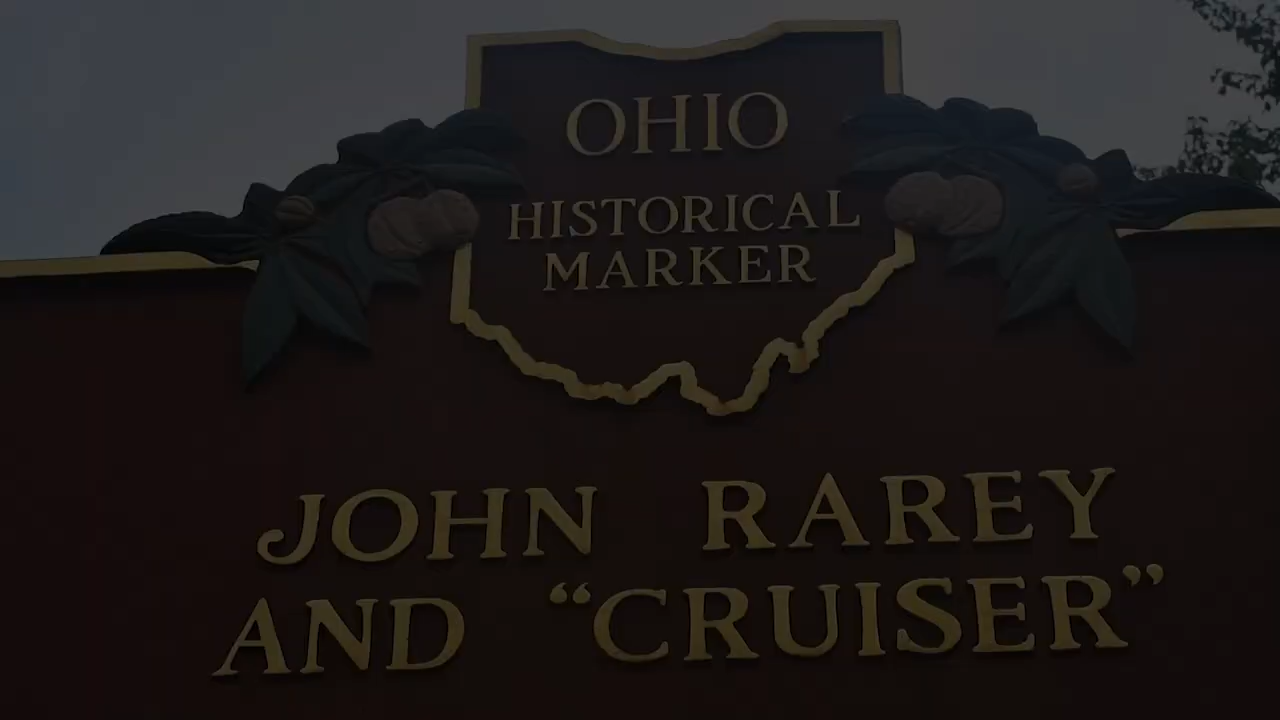 OHIO
HISTORICAL
MARKER
JOHN RAREY
AND “CRUISER”